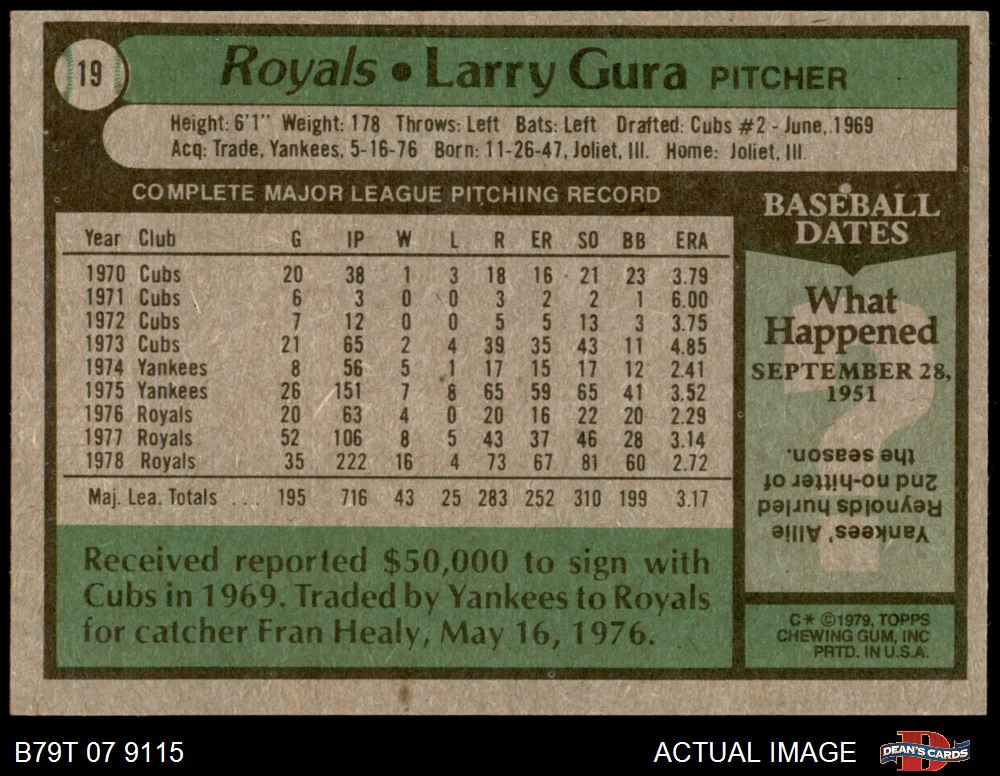 19
Royals • Larry Gura PITCHER
Height: 6'1" Weight: 178 Throws: Left Bats: Left Drafted: Cubs #2 - June, 1969
Acq: Trade, Yankees, 5-16-76 Born: 11-26-47, Joliet, Ill. Home: Joliet, Ill.
COMPLETE MAJOR LEAGUE PITCHING RECORD
Year Club G IP W L R ER SO BB ERA
1970 Cubs 20 38 1 3 18 16 21 23 3.79
1971 Cubs 6 3 0 0 3 2 2 1 6.00
1972 Cubs 7 12 0 0 5 5 13 3 3.75
1973 Cubs 21 65 2 4 39 35 43 11 4.85
1974 Yankees 8 56 5 1 17 15 17 12 2.41
1975 Yankees 26 151 7 8 65 59 65 41 3.52
1976 Royals 20 63 4 0 20 16 22 20 2.29
1977 Royals 52 106 8 5 43 37 46 28 3.14
1978 Royals 35 222 16 4 73 67 81 60 2.72
Maj. Lea. Totals ... 195 716 43 25 283 252 310 199 3.17
Received reported $50,000 to sign with
Cubs in 1969. Traded by Yankees to Royals
for catcher Fran Healy, May 16, 1976.
BASEBALL
DATES
What
Happened
SEPTEMBER 28,
1951
Yankees' Allie
Reynolds hurled
2nd no-hitter of
the season.
C* ©1979, TOPPS
CHEWING GUM, INC
PRTD. IN U.S.A.
B79T 07 9115
ACTUAL IMAGE
D
DEAN'S CARDS